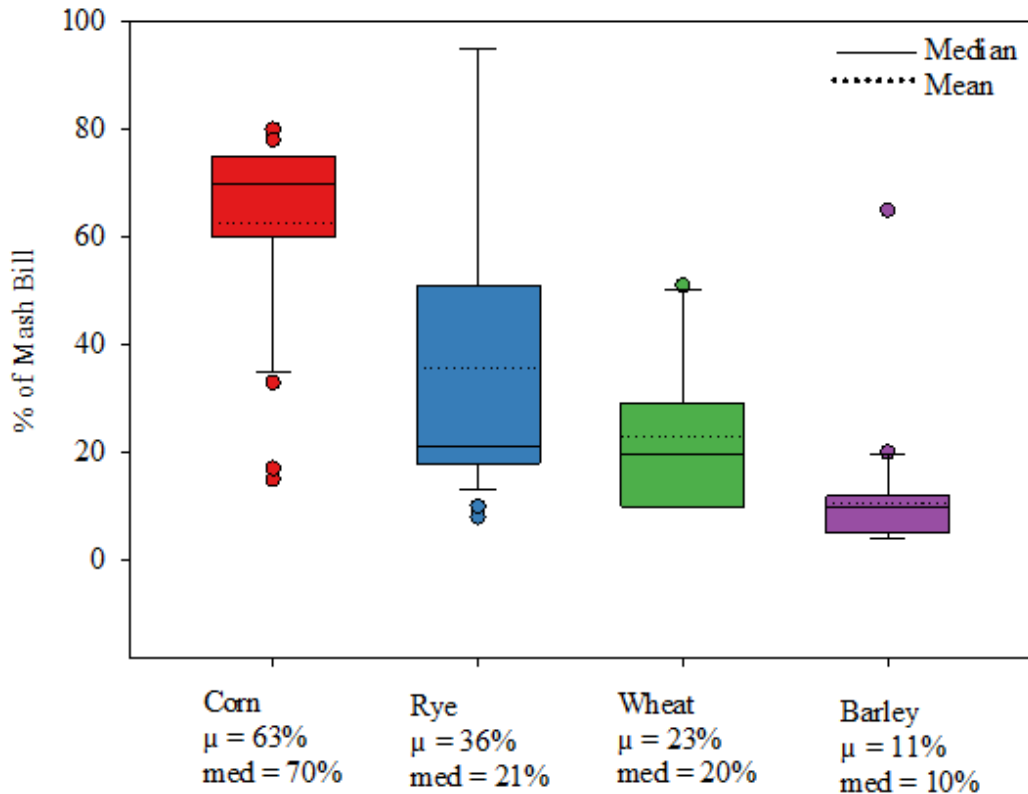 100
80
60
40
20
0
% of Mash Bill
Median
Mean
Corn
µ = 63%
med = 70%
Rye
µ = 36%
med = 21%
Wheat
µ = 23%
med = 20%
Barley
µ = 11%
med = 10%